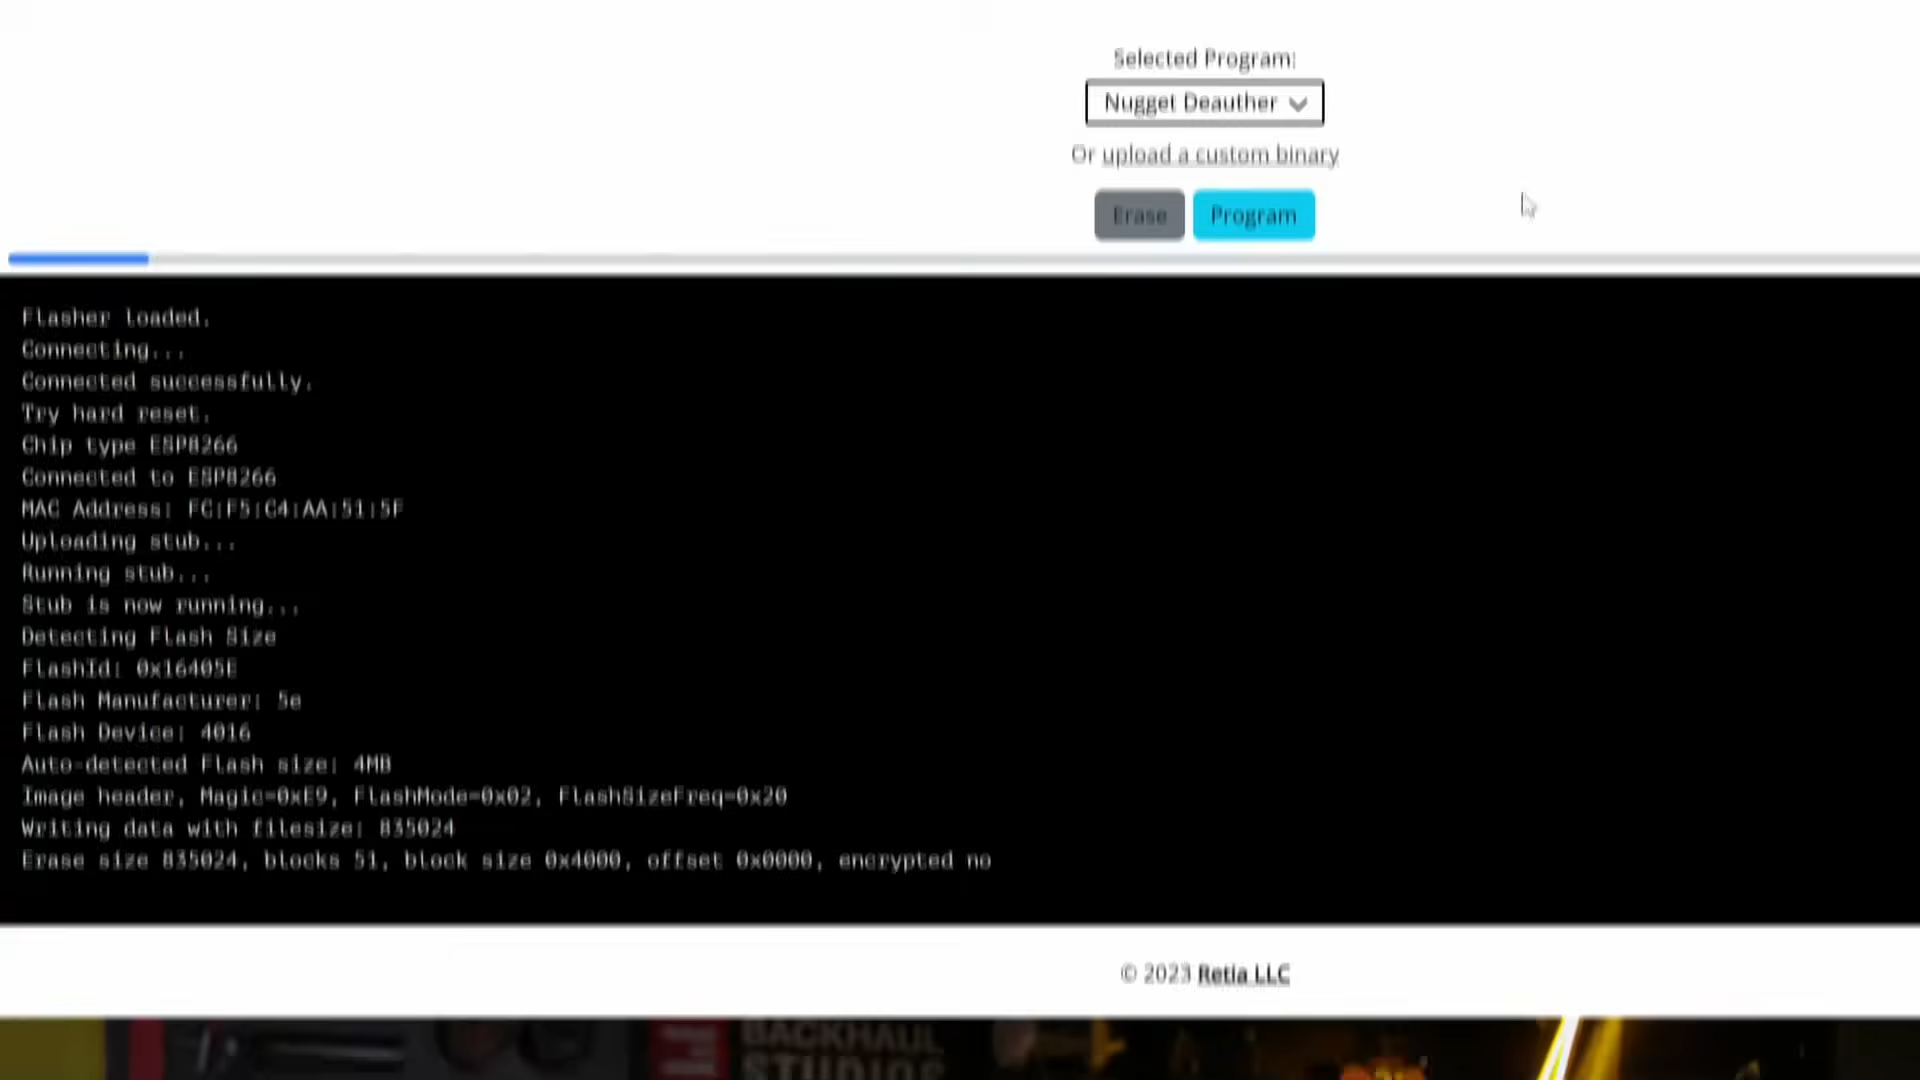 Selected Program:
Nugget Deauther
Or upload a custom binary
Erase Program
Flasher loaded.
Connecting...
Connected successfully.
Try hard reset.
Chip type ESP8266
Connected to ESP8266
MAC Address: FC:F5:C4:AA:51:5F
Uploading stub...
Running stub...
Stub is now running...
Detecting Flash Size
FlashId: 0x16405E
Flash Manufacturer: 5e
Flash Device: 4016
Auto-detected Flash size: 4MB
Image header, Magic=0xE9, FlashMode=0x02, FlashSizeFreq=0x20
Writing data with filesize: 835024
Erase size 835024, blocks 51, block size 0x4000, offset 0x0000, encrypted no
© 2023 Retia LLC
BACKHAUL
STUDIOS